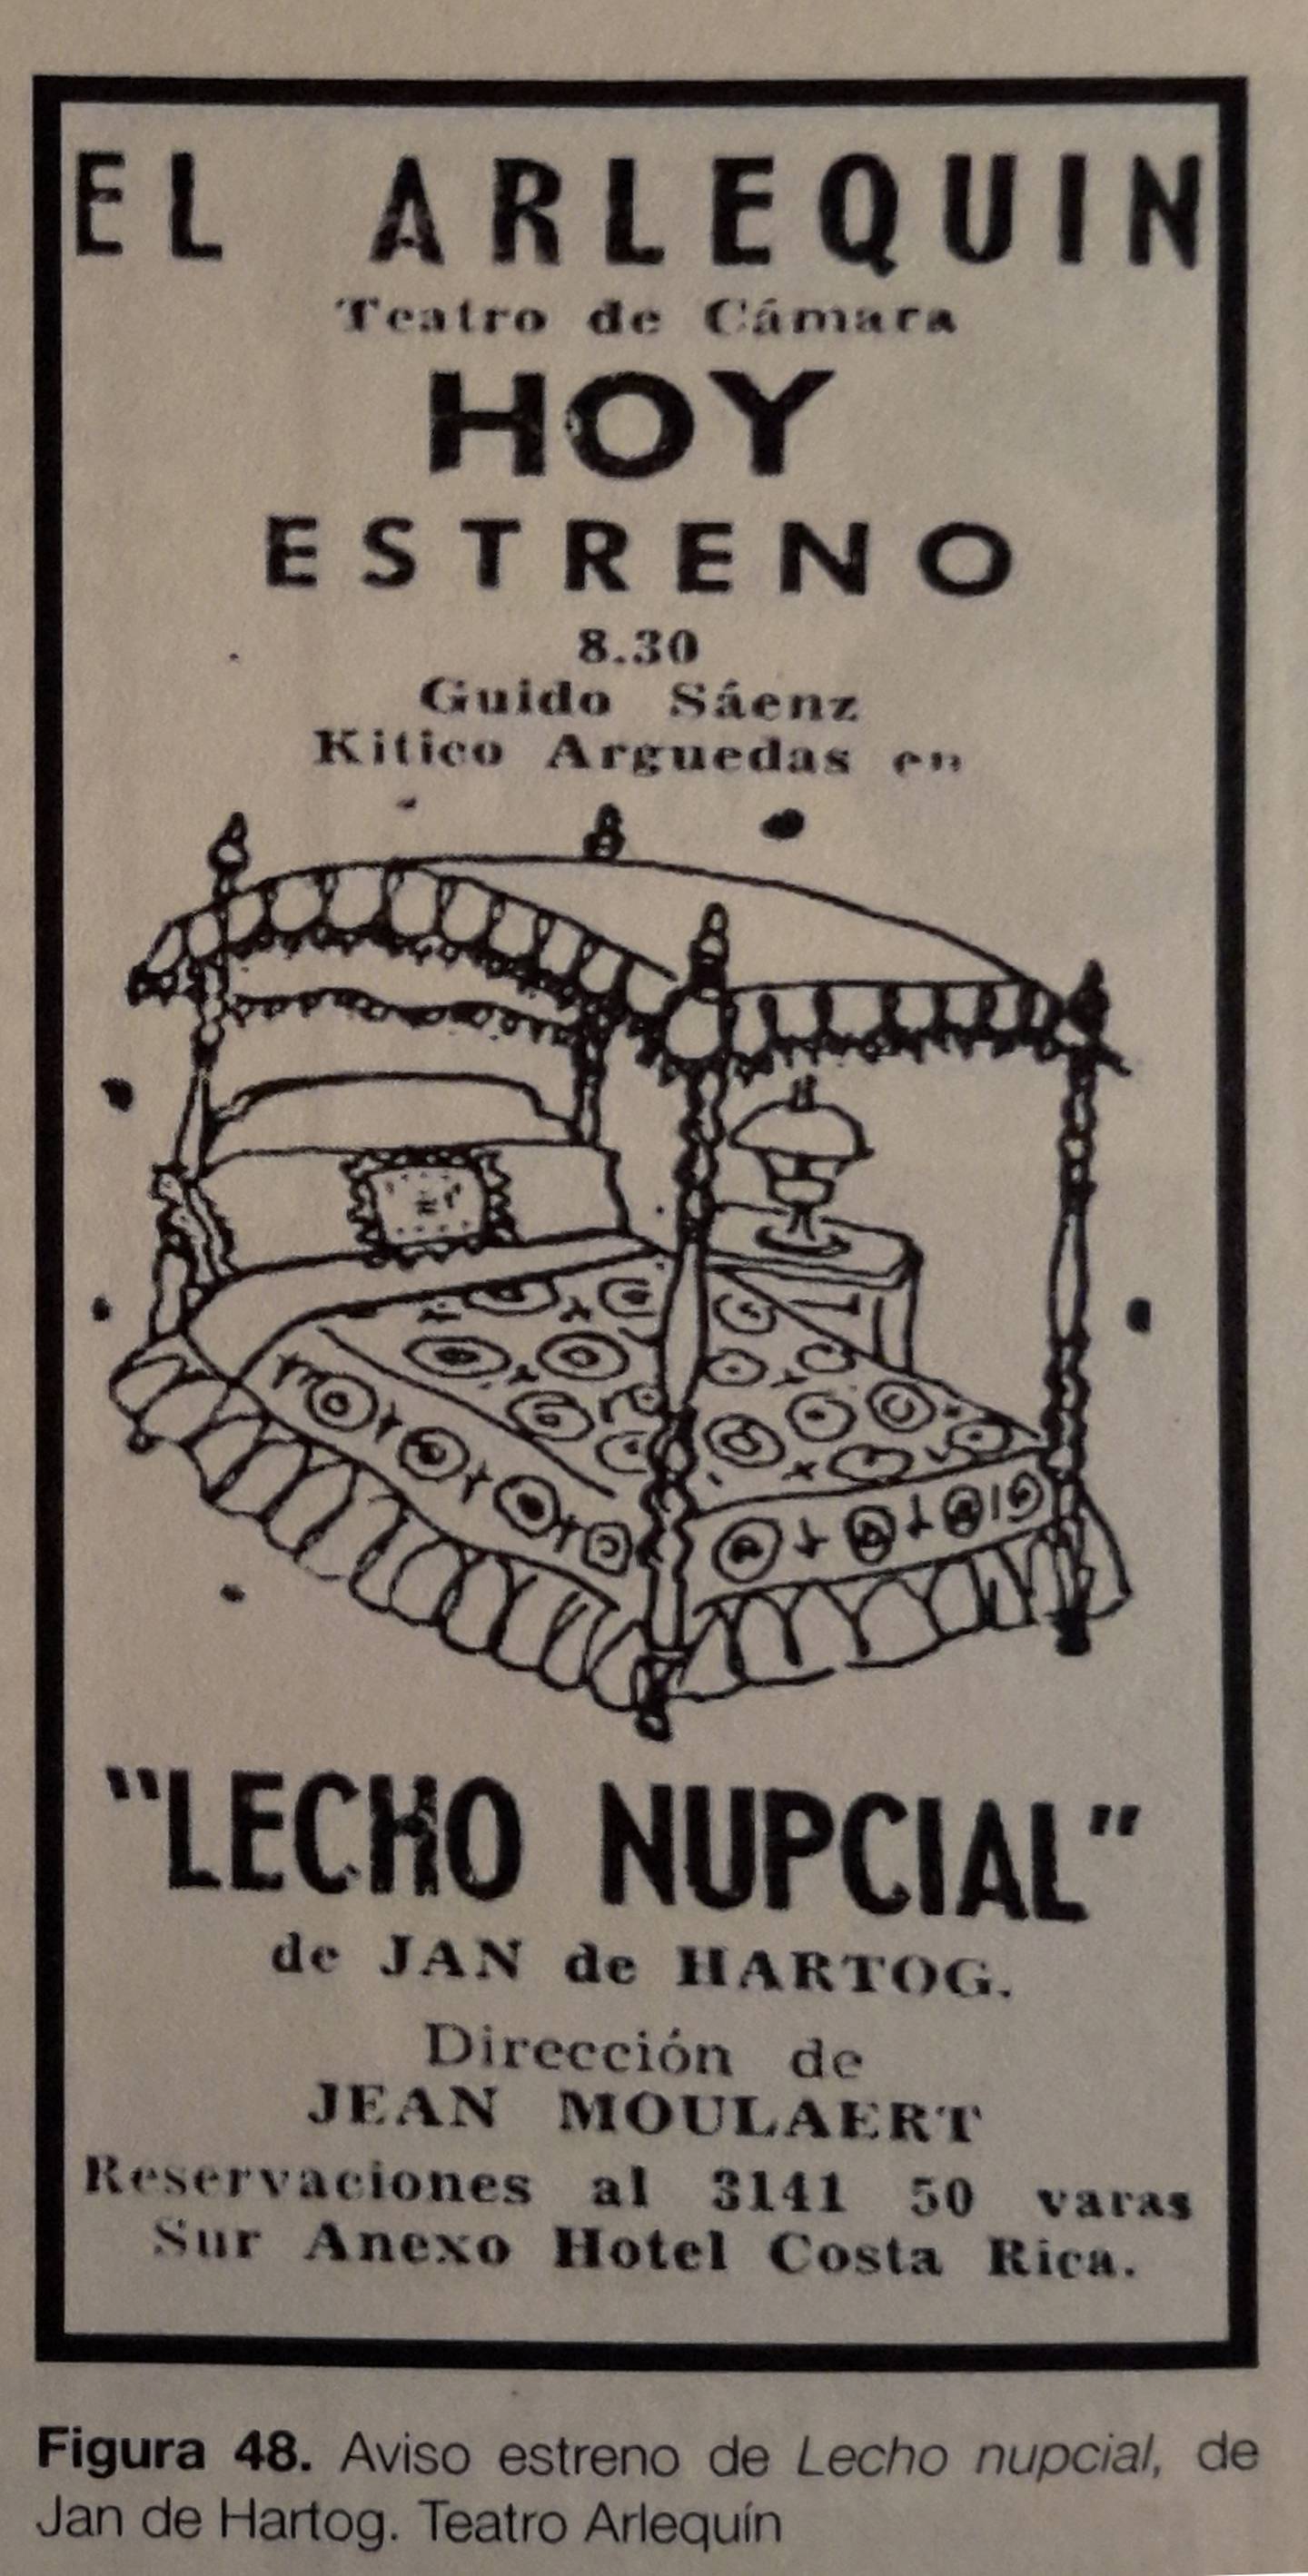 EL ARLEQUIN
Teatro de Cámara
HOY
ESTRENO
8.30
Guido Sáenz
Kitico Arguedas en
"LECHO NUPCIAL"
de JAN de HARTOG.
Dirección de
JEAN MOULAERT
Reservaciones al 3141 50 varas
Sur Anexo Hotel Costa Rica.
Figura 48. Aviso estreno de Lecho nupcial, de
Jan de Hartog. Teatro Arlequín